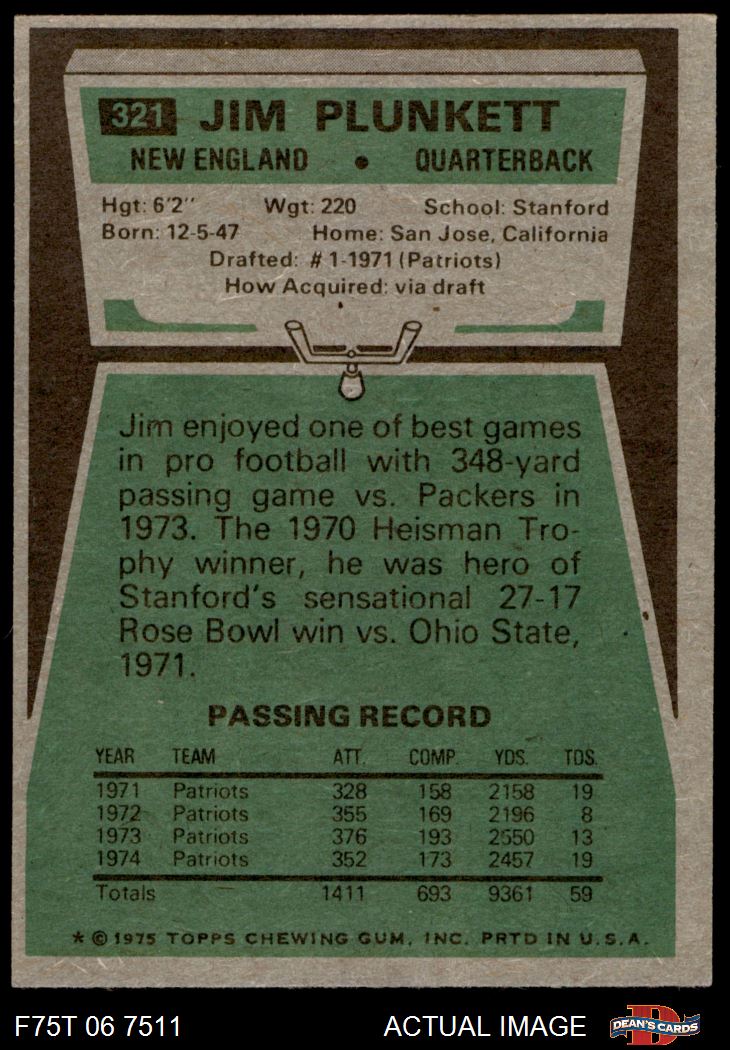 321 JIM PLUNKETT
NEW ENGLAND • QUARTERBACK
Hgt: 6'2" Wgt: 220 School: Stanford
Born: 12-5-47 Home: San Jose, California
Drafted: #1-1971 (Patriots)
How Acquired: via draft
Jim enjoyed one of best games
in pro football with 348-yard
passing game vs. Packers in
1973. The 1970 Heisman Tro-
phy winner, he was hero of
Stanford's sensational 27-17
Rose Bowl win vs. Ohio State,
1971.
PASSING RECORD
YEAR TEAM ATT. COMP. YDS. TDS.
1971 Patriots 328 158 2158 19
1972 Patriots 355 169 2196 8
1973 Patriots 376 193 2550 13
1974 Patriots 352 173 2457 19
Totals 1411 693 9361 59
* © 1975 TOPPS CHEWING GUM, INC. PRTD IN U.S.A.
F75T 06 7511 ACTUAL IMAGE D DEAN'S CARDS